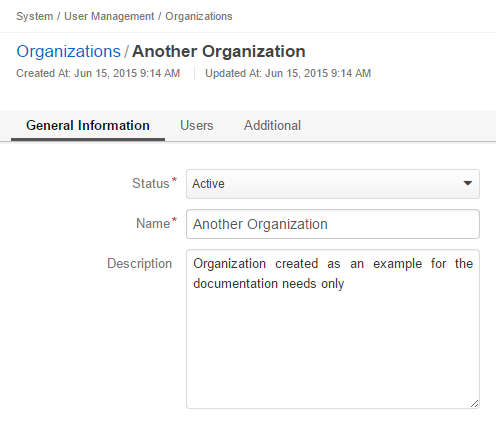 System / User Management / Organizations
Organizations / Another Organization
Created At: Jun 15, 2015 9:14 AM Updated At: Jun 15, 2015 9:14 AM
General Information Users Additional
Status* Active
Name* Another Organization
Description Organization created as an example for the
documentation needs only